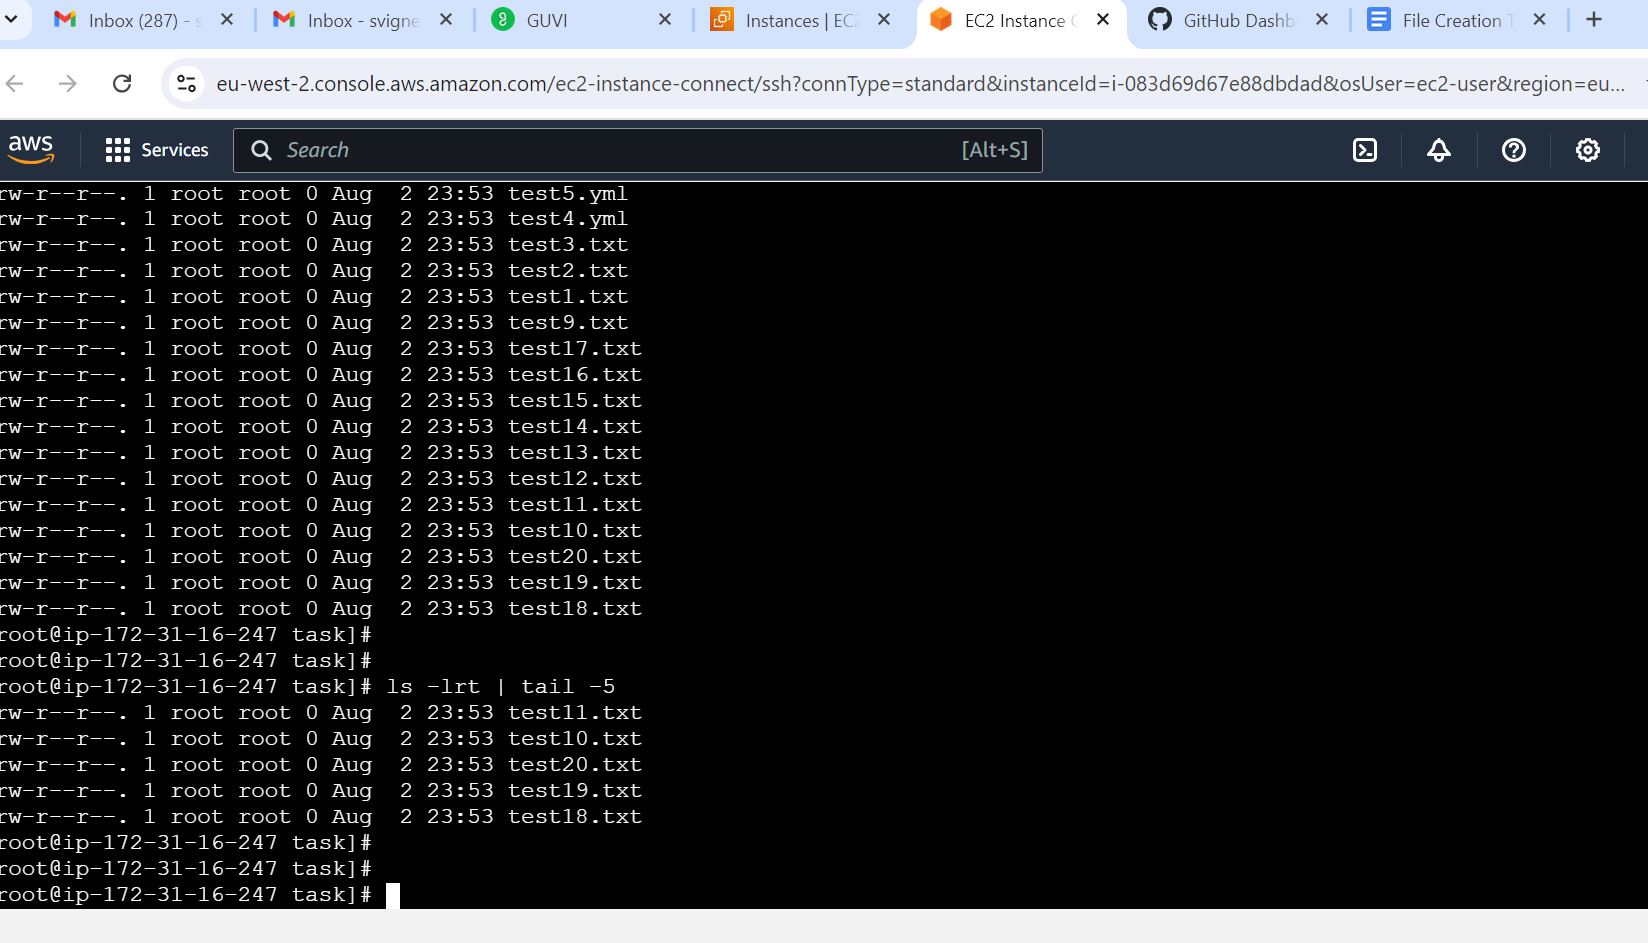 Inbox (287) - s
Inbox - svigne
GUVI
Instances | EC2
EC2 Instance C
GitHub Dashb
File Creation T
eu-west-2.console.aws.amazon.com/ec2-instance-connect/ssh?connType=standard&instanceId=i-083d69d67e88dbdad&osUser=ec2-user&region=eu...
aws
Services
Search
[Alt+S]
rw-r--r--. 1 root root 0 Aug  2 23:53 test5.yml
rw-r--r--. 1 root root 0 Aug  2 23:53 test4.yml
rw-r--r--. 1 root root 0 Aug  2 23:53 test3.txt
rw-r--r--. 1 root root 0 Aug  2 23:53 test2.txt
rw-r--r--. 1 root root 0 Aug  2 23:53 test1.txt
rw-r--r--. 1 root root 0 Aug  2 23:53 test9.txt
rw-r--r--. 1 root root 0 Aug  2 23:53 test17.txt
rw-r--r--. 1 root root 0 Aug  2 23:53 test16.txt
rw-r--r--. 1 root root 0 Aug  2 23:53 test15.txt
rw-r--r--. 1 root root 0 Aug  2 23:53 test14.txt
rw-r--r--. 1 root root 0 Aug  2 23:53 test13.txt
rw-r--r--. 1 root root 0 Aug  2 23:53 test12.txt
rw-r--r--. 1 root root 0 Aug  2 23:53 test11.txt
rw-r--r--. 1 root root 0 Aug  2 23:53 test10.txt
rw-r--r--. 1 root root 0 Aug  2 23:53 test20.txt
rw-r--r--. 1 root root 0 Aug  2 23:53 test19.txt
rw-r--r--. 1 root root 0 Aug  2 23:53 test18.txt
root@ip-172-31-16-247 task]#
root@ip-172-31-16-247 task]#
root@ip-172-31-16-247 task]# ls -lrt | tail -5
rw-r--r--. 1 root root 0 Aug  2 23:53 test11.txt
rw-r--r--. 1 root root 0 Aug  2 23:53 test10.txt
rw-r--r--. 1 root root 0 Aug  2 23:53 test20.txt
rw-r--r--. 1 root root 0 Aug  2 23:53 test19.txt
rw-r--r--. 1 root root 0 Aug  2 23:53 test18.txt
root@ip-172-31-16-247 task]#
root@ip-172-31-16-247 task]#
root@ip-172-31-16-247 task]#